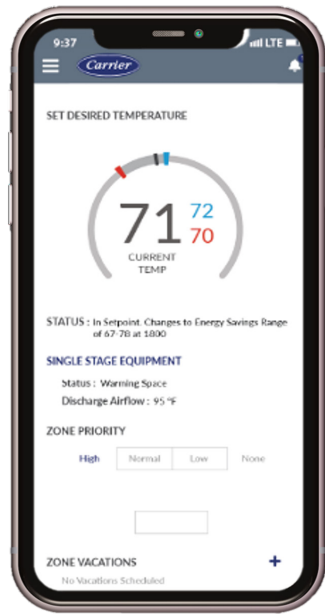 9:37
LTE
Carrier
SET DESIRED TEMPERATURE
71
72
70
CURRENT
TEMP
STATUS : In Setpoint. Changes to Energy Savings Range
of 67-78 at 1800
SINGLE STAGE EQUIPMENT
Status : Warming Space
Discharge Airflow : 95 °F
ZONE PRIORITY
High Normal Low None
ZONE VACATIONS +
No Vacations Scheduled